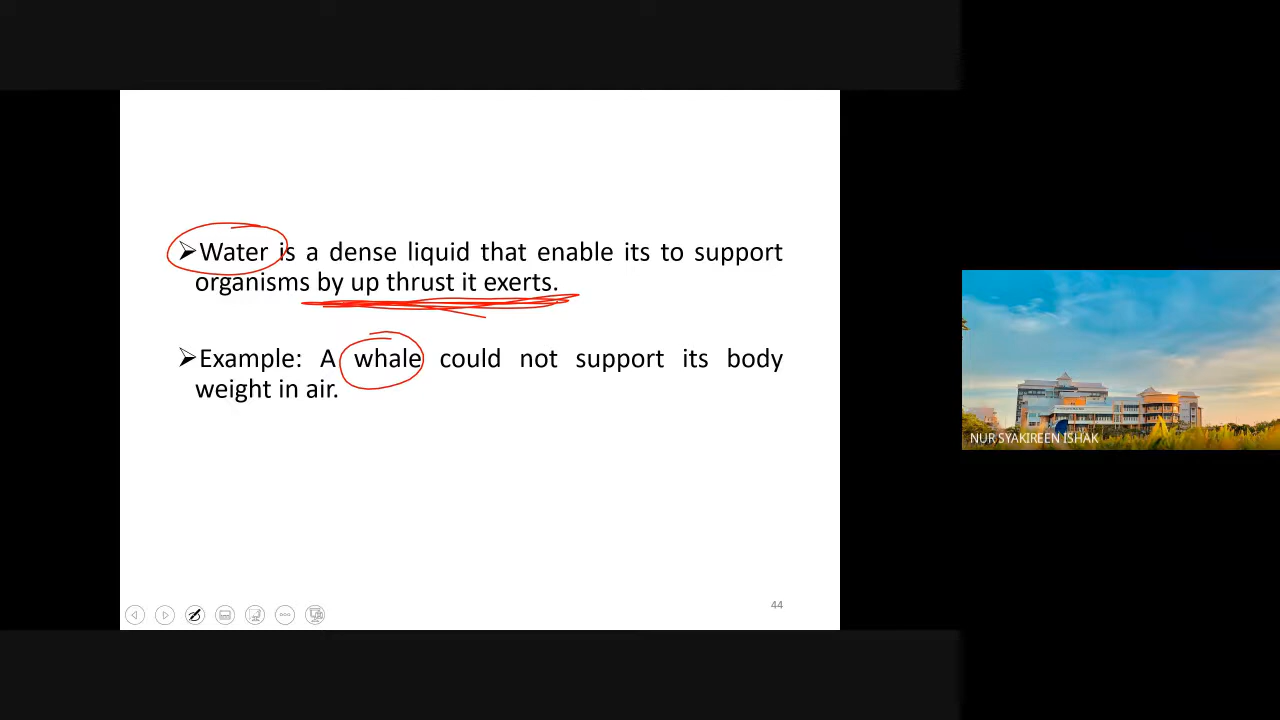 ➢Water is a dense liquid that enable its to support
organisms by up thrust it exerts.
➢Example: A whale could not support its body
weight in air.
NUR SYAKIREEN ISHAK
44